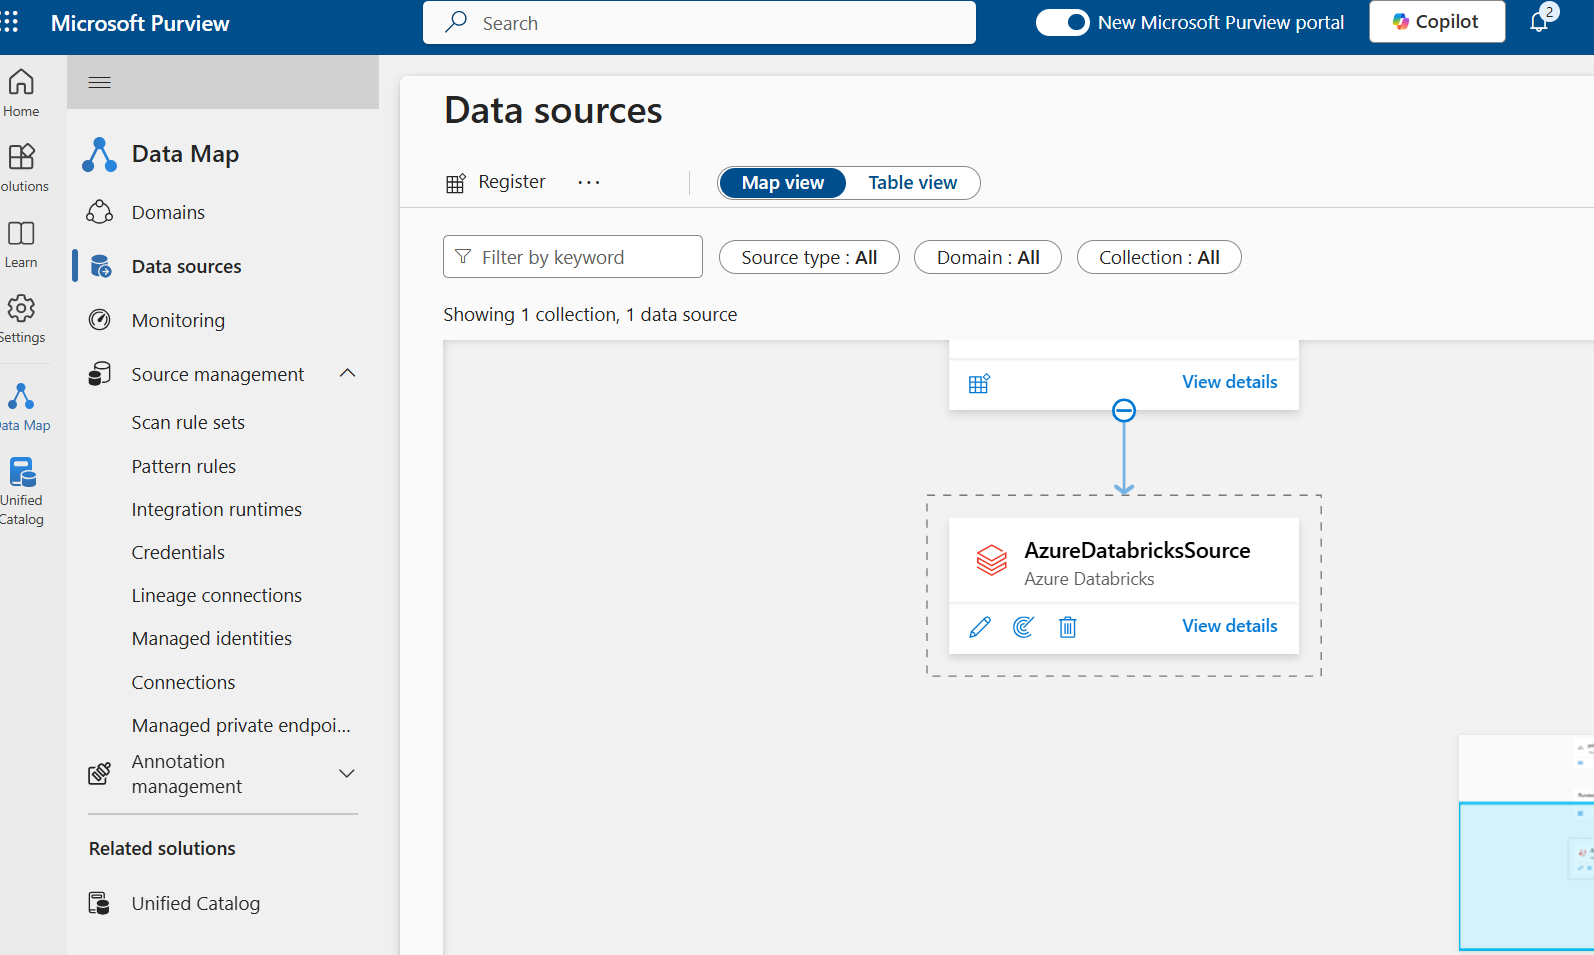 Microsoft Purview
Search
New Microsoft Purview portal
Copilot
2
Home
olutions
Learn
Settings
ata Map
Unified
Catalog
Data Map
Domains
Data sources
Monitoring
Source management
Scan rule sets
Pattern rules
Integration runtimes
Credentials
Lineage connections
Managed identities
Connections
Managed private endpoi...
Annotation
management
Related solutions
Unified Catalog
Data sources
Register
...
Map view
Table view
Filter by keyword
Source type : All
Domain : All
Collection : All
Showing 1 collection, 1 data source
View details
AzureDatabricksSource
Azure Databricks
View details